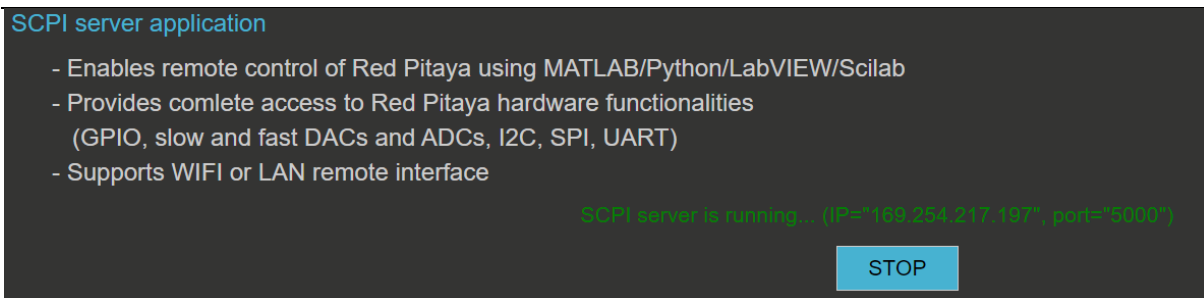 SCPI server application
- Enables remote control of Red Pitaya using MATLAB/Python/LabVIEW/Scilab
- Provides comlete access to Red Pitaya hardware functionalities
(GPIO, slow and fast DACs and ADCs, I2C, SPI, UART)
- Supports WIFI or LAN remote interface
SCPI server is running... (IP="169.254.217.197", port="5000")
STOP